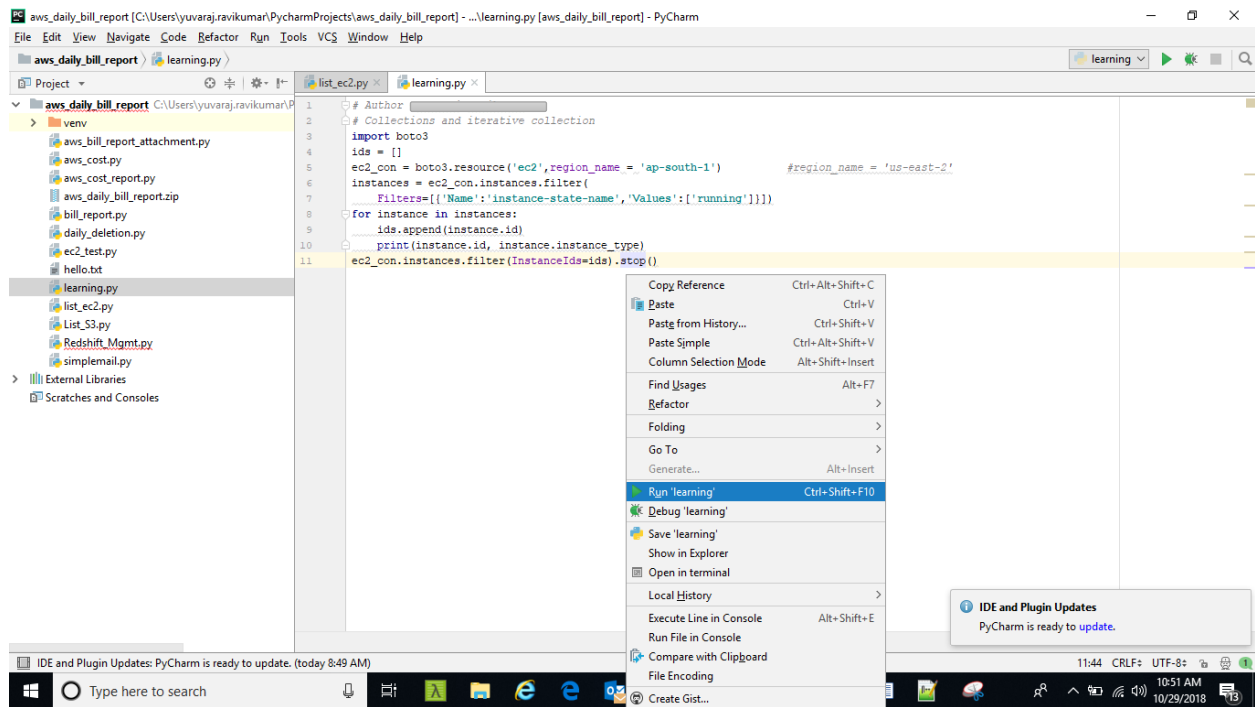 aws_daily_bill_report [C:\Users\yuvaraj.ravikumar\PycharmProjects\aws_daily_bill_report] - ...\learning.py [aws_daily_bill_report] - PyCharm
File Edit View Navigate Code Refactor Run Tools VCS Window Help
aws_daily_bill_report learning.py
learning
Project
list_ec2.py learning.py
aws_daily_bill_report C:\Users\yuvaraj.ravikumar\P
venv
aws_bill_report_attachment.py
aws_cost.py
aws_cost_report.py
aws_daily_bill_report.zip
bill_report.py
daily_deletion.py
ec2_test.py
hello.txt
learning.py
list_ec2.py
List_S3.py
Redshift_Mgmt.py
simplemail.py
External Libraries
Scratches and Consoles
1 # Author
2 # Collections and iterative collection
3 import boto3
4 ids = []
5 ec2_con = boto3.resource('ec2',region_name = 'ap-south-1') #region_name = 'us-east-2'
6 instances = ec2_con.instances.filter(
7 Filters=[{'Name':'instance-state-name','Values':['running']}])
8 for instance in instances:
9 ids.append(instance.id)
10 print(instance.id, instance.instance_type)
11 ec2_con.instances.filter(InstanceIds=ids).stop()
Copy Reference Ctrl+Alt+Shift+C
Paste Ctrl+V
Paste from History... Ctrl+Shift+V
Paste Simple Ctrl+Alt+Shift+V
Column Selection Mode Alt+Shift+Insert
Find Usages Alt+F7
Refactor
Folding
Go To
Generate... Alt+Insert
Run 'learning' Ctrl+Shift+F10
Debug 'learning'
Save 'learning'
Show in Explorer
Open in terminal
Local History
Execute Line in Console Alt+Shift+E
Run File in Console
Compare with Clipboard
File Encoding
Create Gist...
IDE and Plugin Updates
PyCharm is ready to update.
IDE and Plugin Updates: PyCharm is ready to update. (today 8:49 AM)
11:44 CRLF UTF-8 1
Type here to search
10:51 AM
10/29/2018
13